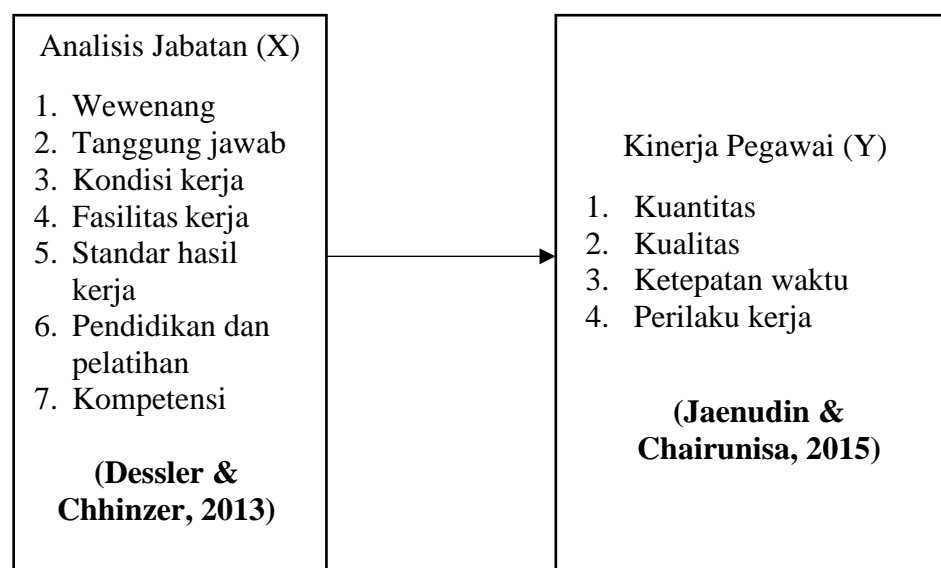 Analisis Jabatan (X)
1. Wewenang
2. Tanggung jawab
3. Kondisi kerja
4. Fasilitas kerja
5. Standar hasil
kerja
6. Pendidikan dan
pelatihan
7. Kompetensi
(Dessler &
Chhinzer, 2013)
Kinerja Pegawai (Y)
1. Kuantitas
2. Kualitas
3. Ketepatan waktu
4. Perilaku kerja
(Jaenudin &
Chairunisa, 2015)